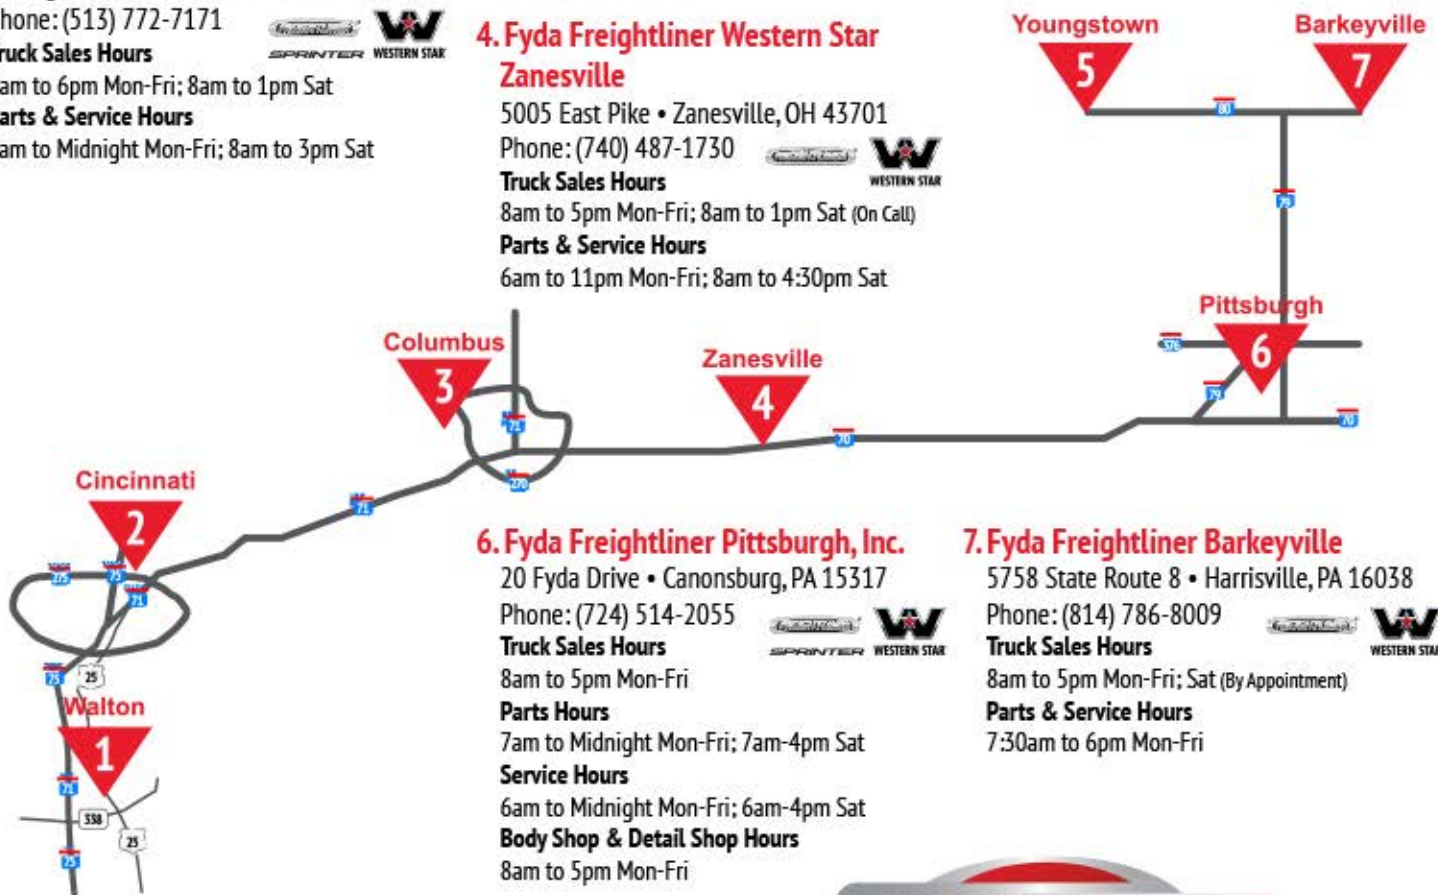 hone: (513) 772-7171
SPRINTER WESTERN STAR
ruck Sales Hours
am to 6pm Mon-Fri; 8am to 1pm Sat
arts & Service Hours
am to Midnight Mon-Fri; 8am to 3pm Sat
4. Fyda Freightliner Western Star
Zanesville
5005 East Pike • Zanesville, OH 43701
Phone: (740) 487-1730
WESTERN STAR
Truck Sales Hours
8am to 5pm Mon-Fri; 8am to 1pm Sat (On Call)
Parts & Service Hours
6am to 11pm Mon-Fri; 8am to 4:30pm Sat
Youngstown
5
Barkeyville
7
80
79
Pittsburgh
6
376
79
70
Columbus
3
71
270
Zanesville
4
70
71
Cincinnati
2
275
75
71
75
25
Walton
1
71
338
25
75
6. Fyda Freightliner Pittsburgh, Inc.
20 Fyda Drive • Canonsburg, PA 15317
Phone: (724) 514-2055
SPRINTER WESTERN STAR
Truck Sales Hours
8am to 5pm Mon-Fri
Parts Hours
7am to Midnight Mon-Fri; 7am-4pm Sat
Service Hours
6am to Midnight Mon-Fri; 6am-4pm Sat
Body Shop & Detail Shop Hours
8am to 5pm Mon-Fri
7. Fyda Freightliner Barkeyville
5758 State Route 8 • Harrisville, PA 16038
Phone: (814) 786-8009
WESTERN STAR
Truck Sales Hours
8am to 5pm Mon-Fri; Sat (By Appointment)
Parts & Service Hours
7:30am to 6pm Mon-Fri